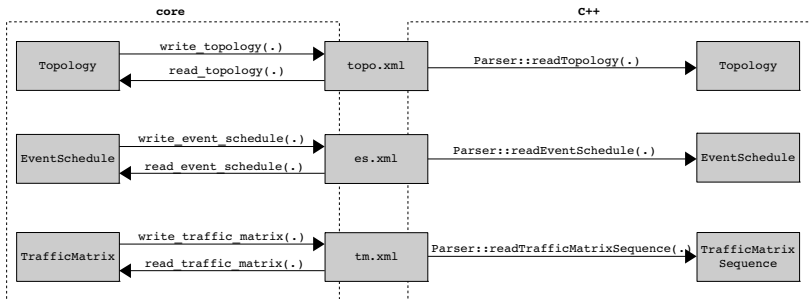 core
C++
write_topology(.)
Topology
topo.xml
Parser::readTopology(.)
Topology
read_topology(.)
write_event_schedule(.)
EventSchedule
es.xml
Parser::readEventSchedule(.)
EventSchedule
read_event_schedule(.)
write_traffic_matrix(.)
TrafficMatrix
tm.xml
Parser::readTrafficMatrixSequence(.)
TrafficMatrix
Sequence
read_traffic_matrix(.)